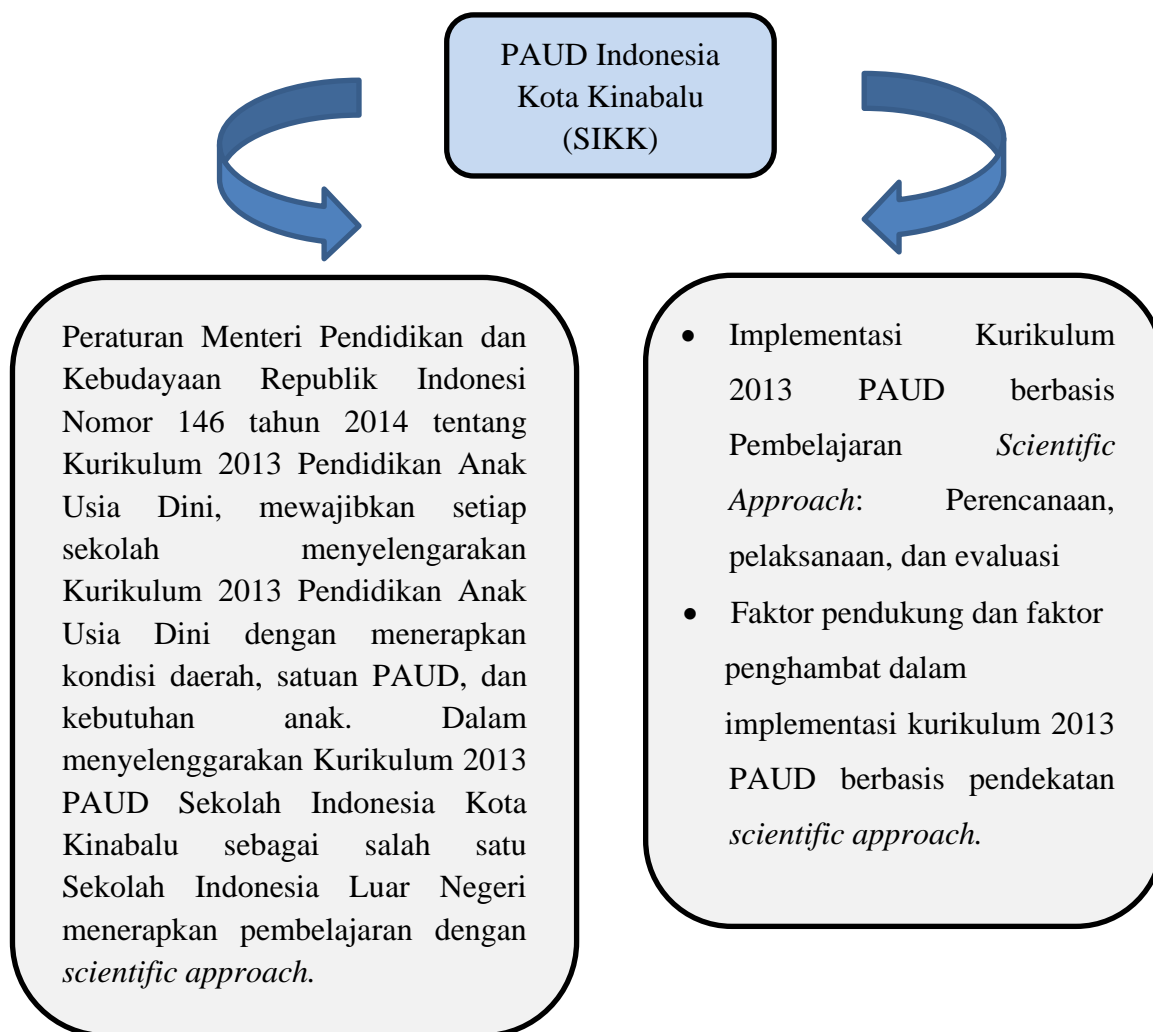 PAUD Indonesia
Kota Kinabalu
(SIKK)
Peraturan Menteri Pendidikan dan
Kebudayaan Republik Indonesi
Nomor 146 tahun 2014 tentang
Kurikulum 2013 Pendidikan Anak
Usia Dini, mewajibkan setiap
sekolah menyelengarakan
Kurikulum 2013 Pendidikan Anak
Usia Dini dengan menerapkan
kondisi daerah, satuan PAUD, dan
kebutuhan anak. Dalam
menyelenggarakan Kurikulum 2013
PAUD Sekolah Indonesia Kota
Kinabalu sebagai salah satu
Sekolah Indonesia Luar Negeri
menerapkan pembelajaran dengan
scientific approach.
• Implementasi Kurikulum
2013 PAUD berbasis
Pembelajaran Scientific
Approach: Perencanaan,
pelaksanaan, dan evaluasi
• Faktor pendukung dan faktor
penghambat dalam
implementasi kurikulum 2013
PAUD berbasis pendekatan
scientific approach.